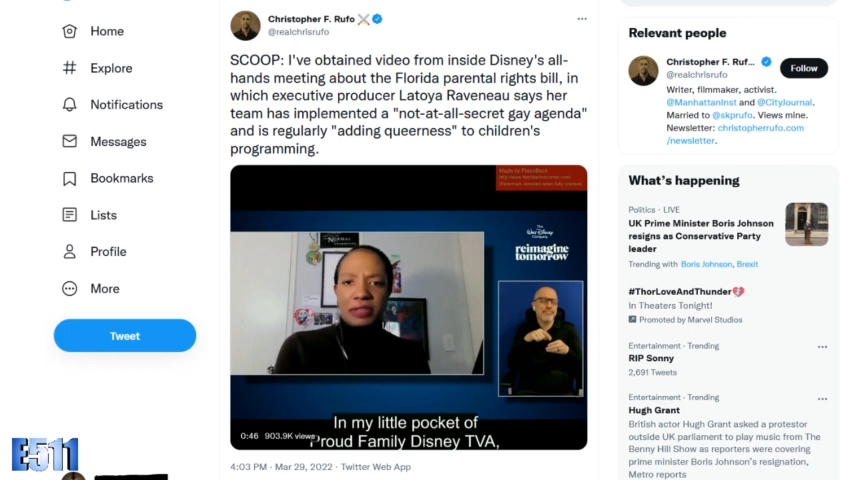 Home
Explore
Notifications
Messages
Bookmarks
Lists
Profile
More
Tweet
E511
Christopher F. Rufo
@realchrisrufo
SCOOP: I've obtained video from inside Disney's all-
hands meeting about the Florida parental rights bill, in
which executive producer Latoya Raveneau says her
team has implemented a "not-at-all-secret gay agenda"
and is regularly "adding queerness" to children's
programming.
The
WALT DISNEY
Company
reimagine
tomorrow
In my little pocket of
Proud Family Disney TVA,
0:46 903.9K views
4:03 PM · Mar 29, 2022 · Twitter Web App
Relevant people
Christopher F. Ruf...
@realchrisrufo
Follow
Writer, filmmaker, activist.
@ManhattanInst and @CityJournal.
Married to @skprufo. Views mine.
Newsletter: christopherrufo.com
/newsletter.
What's happening
Politics · LIVE
UK Prime Minister Boris Johnson
resigns as Conservative Party
leader
Trending with Boris Johnson, Brexit
#ThorLoveAndThunder
In Theaters Tonight!
Promoted by Marvel Studios
Entertainment · Trending
RIP Sonny
2,691 Tweets
Entertainment · Trending
Hugh Grant
British actor Hugh Grant asked a protestor
outside UK parliament to play music from The
Benny Hill Show as reporters were covering
prime minister Boris Johnson's resignation,
Metro reports